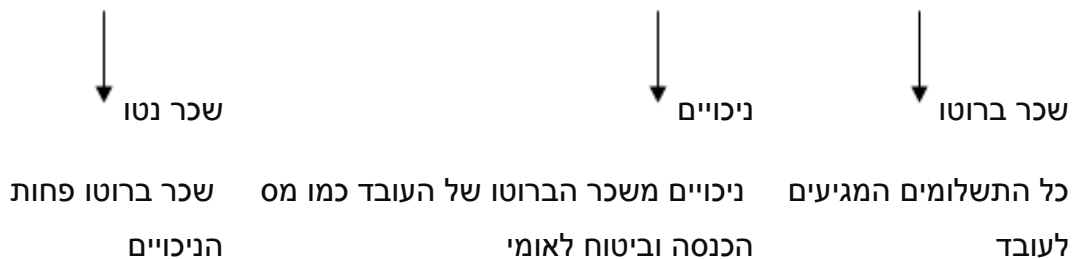 שכר ברוטו ניכויים שכר נטו
כל התשלומים המגיעים ניכויים משכר הברוטו של העובד כמו מס שכר ברוטו פחות
לעובד הכנסה וביטוח לאומי הניכויים